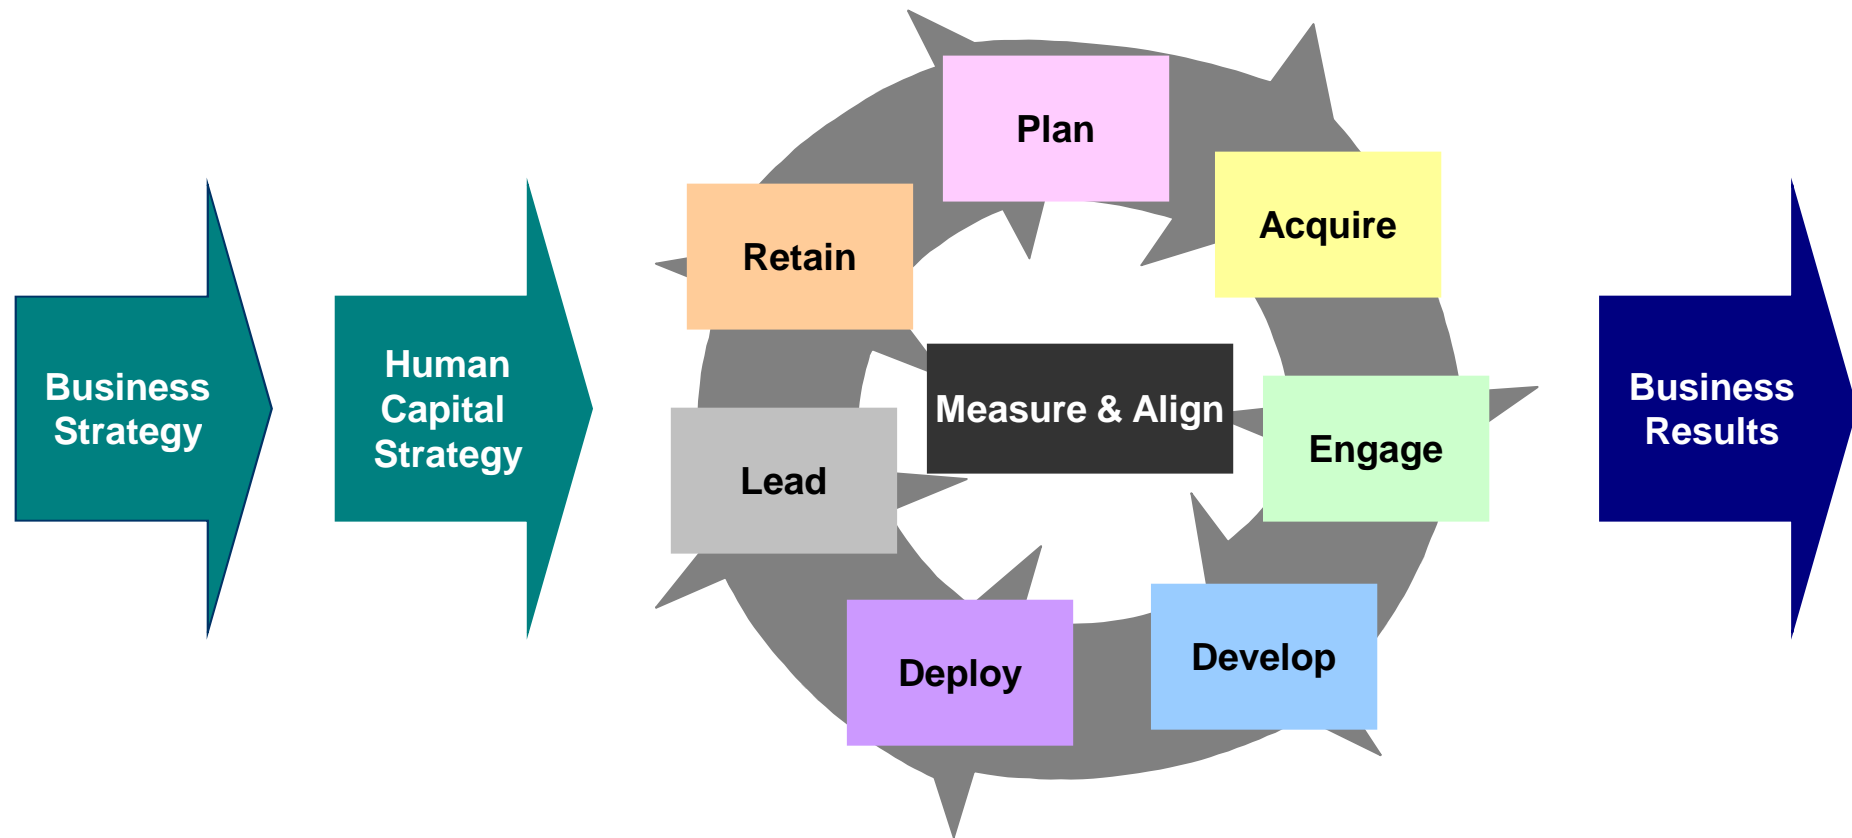 Business
Strategy
Human
Capital
Strategy
Plan
Acquire
Engage
Develop
Deploy
Lead
Retain
Measure & Align
Business
Results